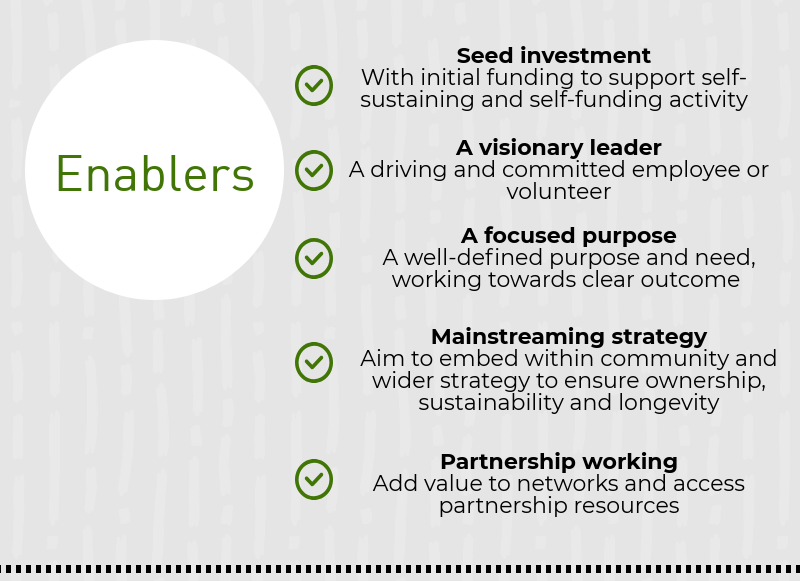 Enablers
Seed investment
With initial funding to support self-
sustaining and self-funding activity
A visionary leader
A driving and committed employee or
volunteer
A focused purpose
A well-defined purpose and need,
working towards clear outcome
Mainstreaming strategy
Aim to embed within community and
wider strategy to ensure ownership,
sustainability and longevity
Partnership working
Add value to networks and access
partnership resources